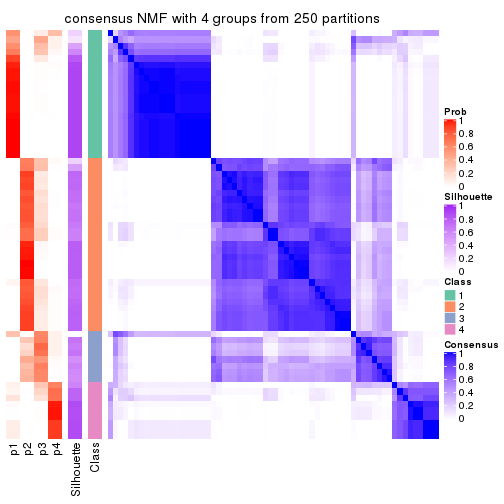 consensus NMF with 4 groups from 250 partitions
Prob
1
0.8
0.6
0.4
0.2
0
Silhouette
1
0.8
0.6
0.4
0.2
0
Class
1
2
3
4
Consensus
1
0.8
0.6
0.4
0.2
0
p1
p2
p3
p4
Silhouette
Class